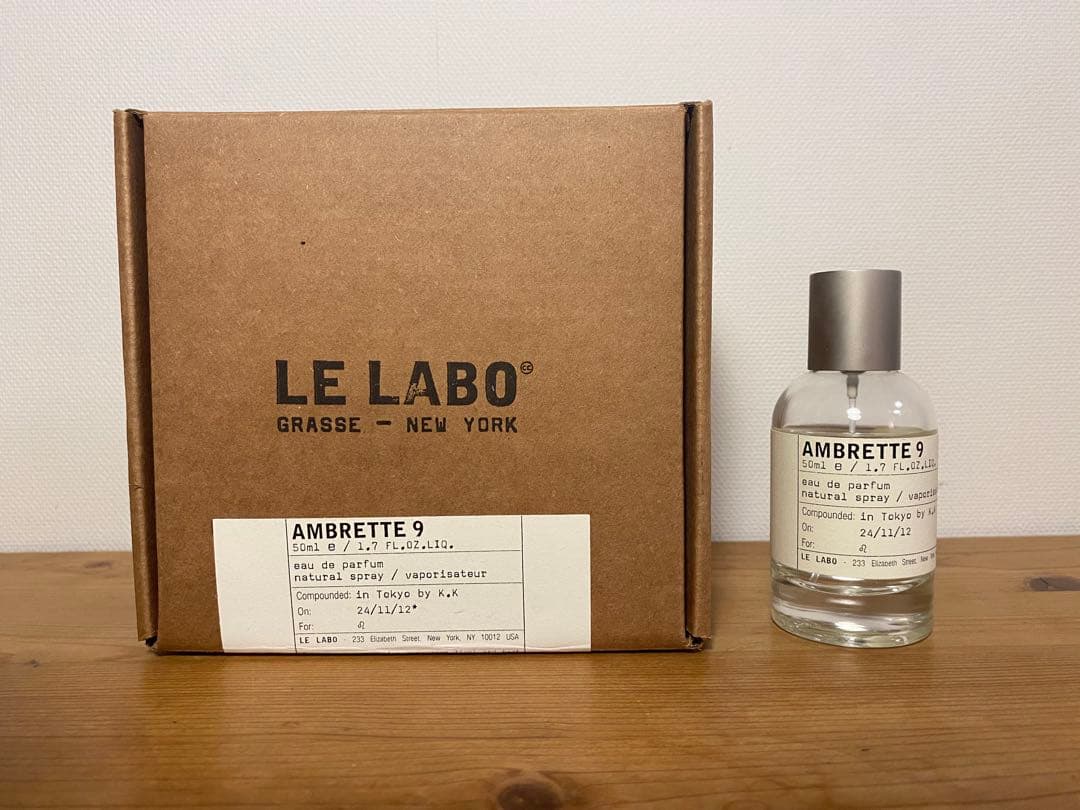 LE LABO
GRASSE — NEW YORK
AMBRETTE 9
50ml e / 1.7 FL.OZ.LIQ.
eau de parfum
natural spray / vaporisateur
Compounded: in Tokyo by K.K
On: 24/11/12*
For: ♌
LE LABO - 233 Elizabeth Street, New York, NY 10012 USA
AMBRETTE 9
50ml e / 1.7 FL.OZ.LIQ.
eau de parfum
natural spray /
Compounded: in Tokyo by K.K
On: 24/11/12
For: ♌
LE LABO - 233 Elizabeth Street, New